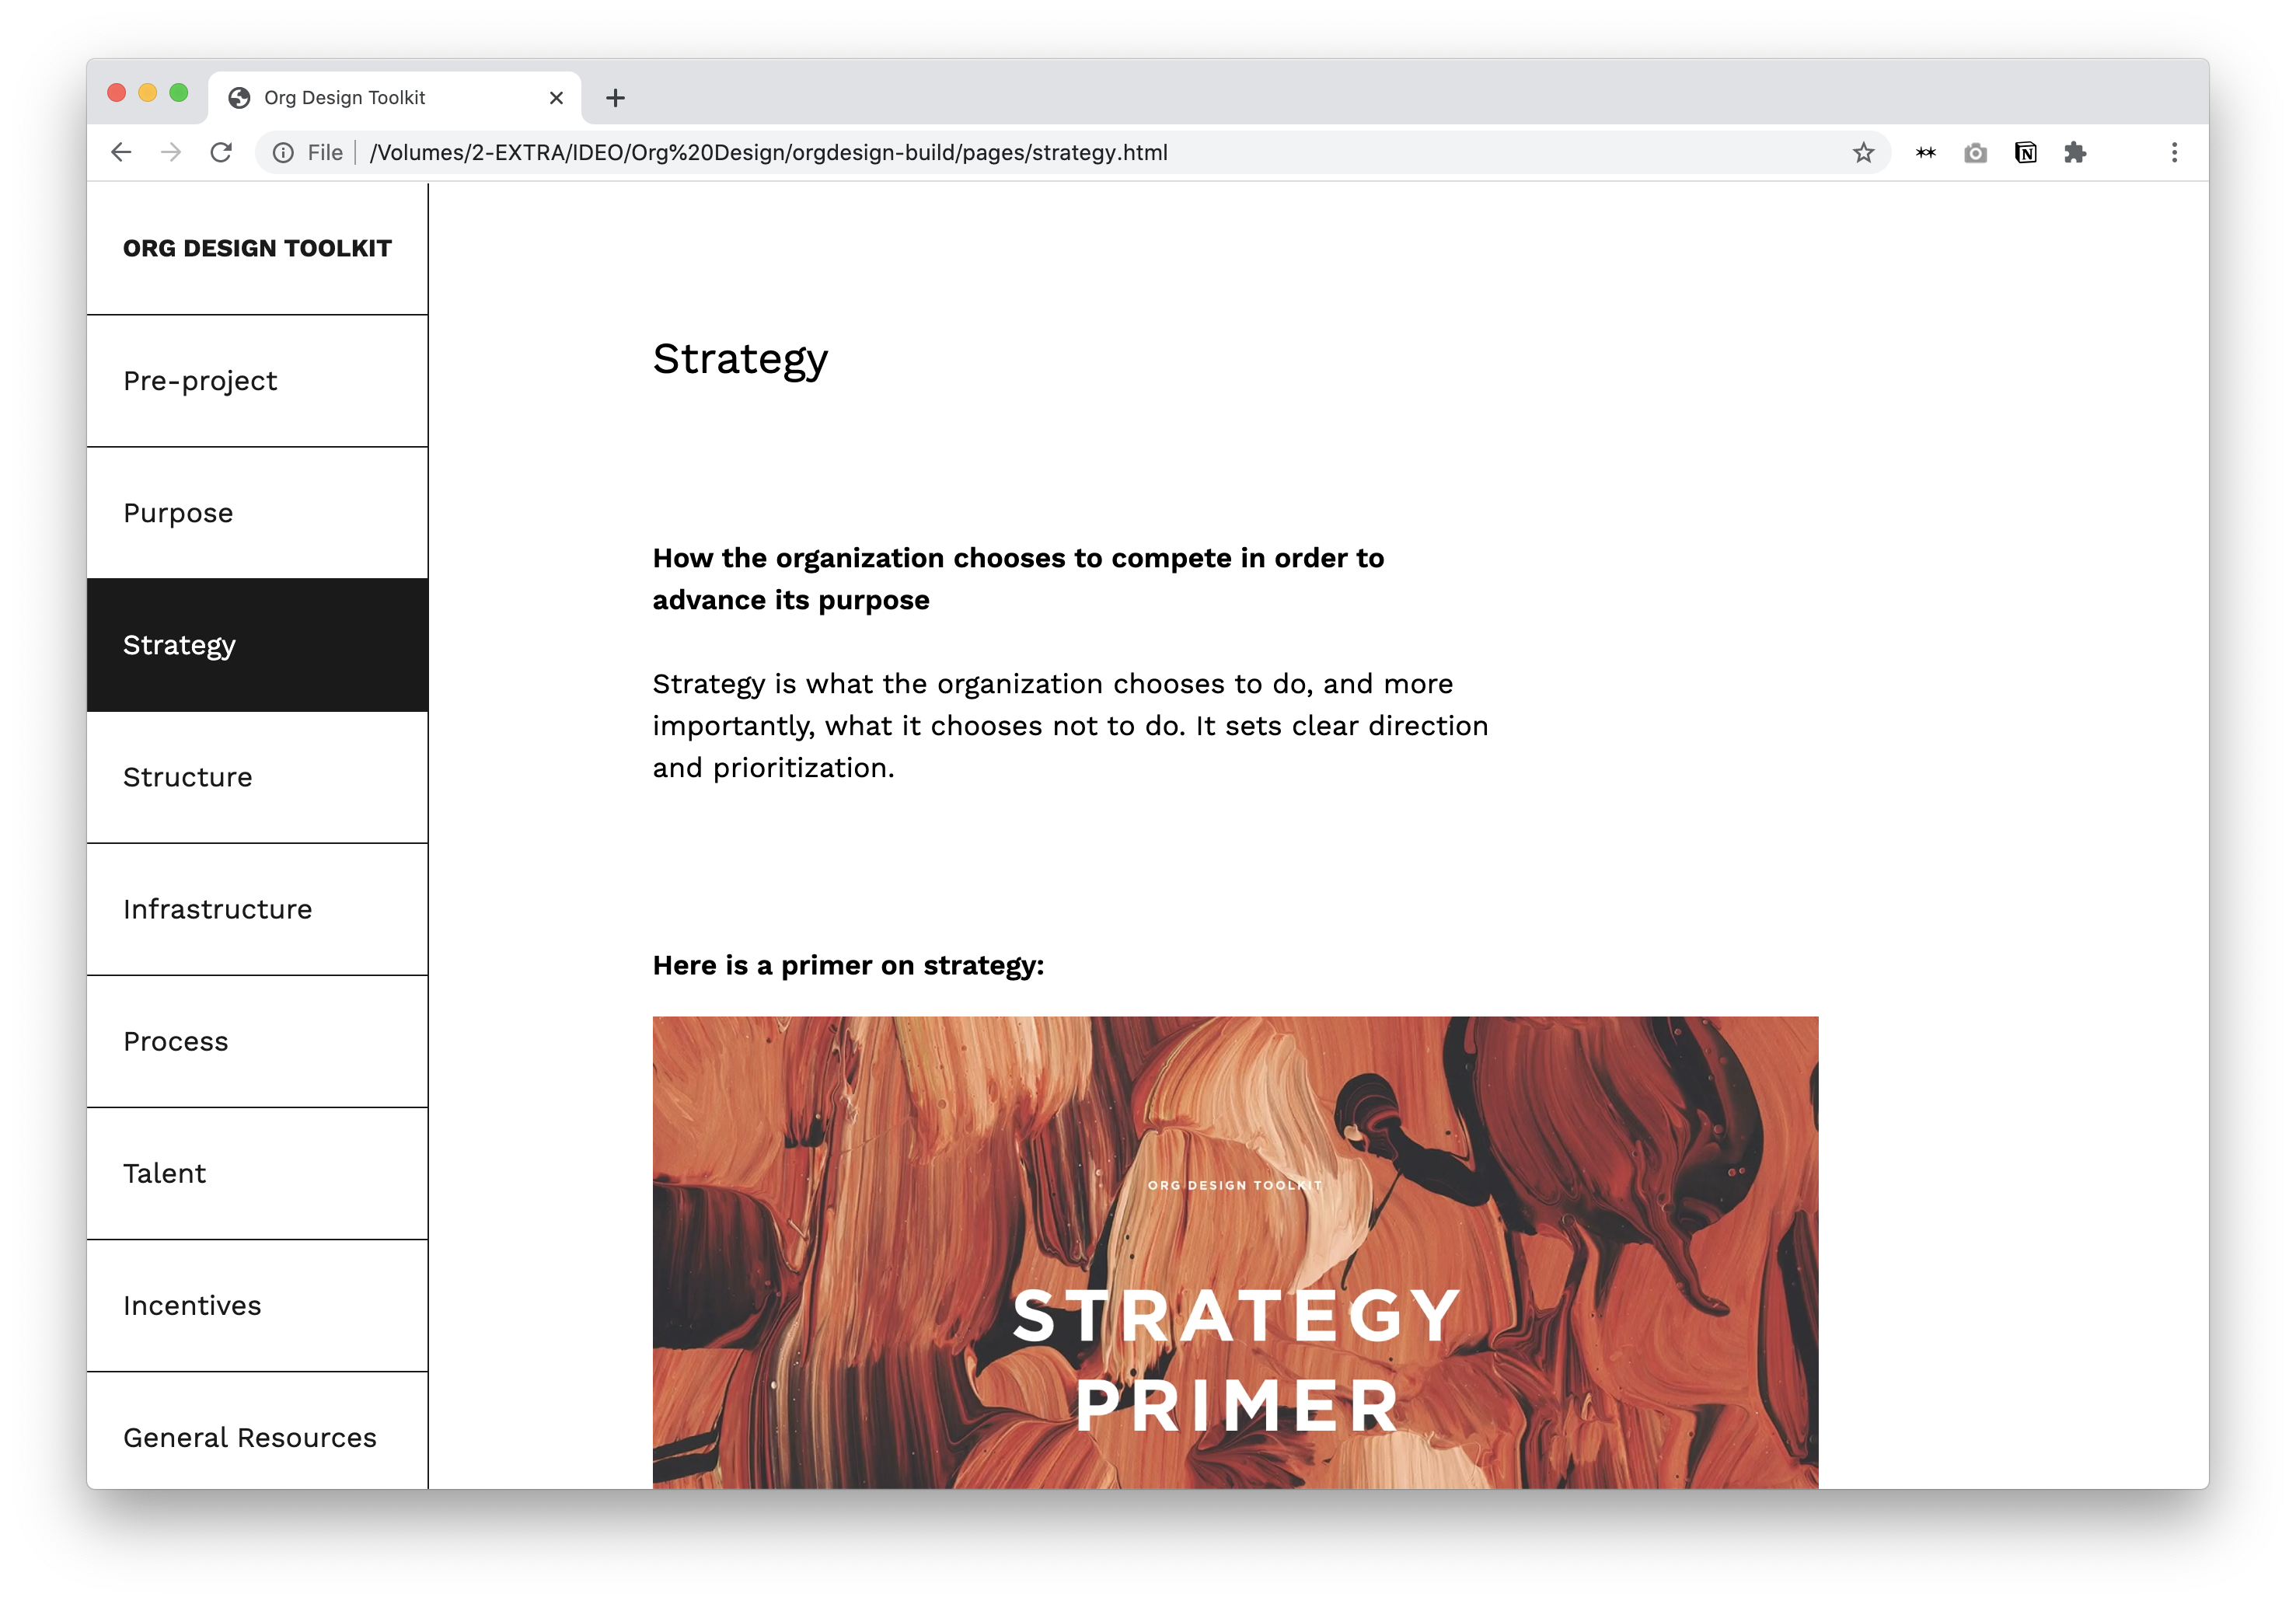 Org Design Toolkit
File
/Volumes/2-EXTRA/IDEO/Org%20Design/orgdesign-build/pages/strategy.html
N
ORG DESIGN TOOLKIT
Pre-project
Purpose
Strategy
Structure
Infrastructure
Process
Talent
Incentives
General Resources
Strategy
How the organization chooses to compete in order to
advance its purpose
Strategy is what the organization chooses to do, and more
importantly, what it chooses not to do. It sets clear direction
and prioritization.
Here is a primer on strategy:
ORG DESIGN TOOLKIT
STRATEGY
PRIMER